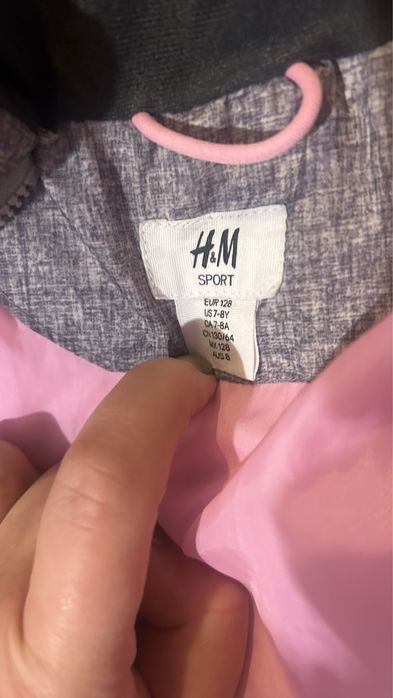 H&M
SPORT
EUR 128
US 7-8Y
CA 7-8A
CN 130/64
MX 128
AUS 8